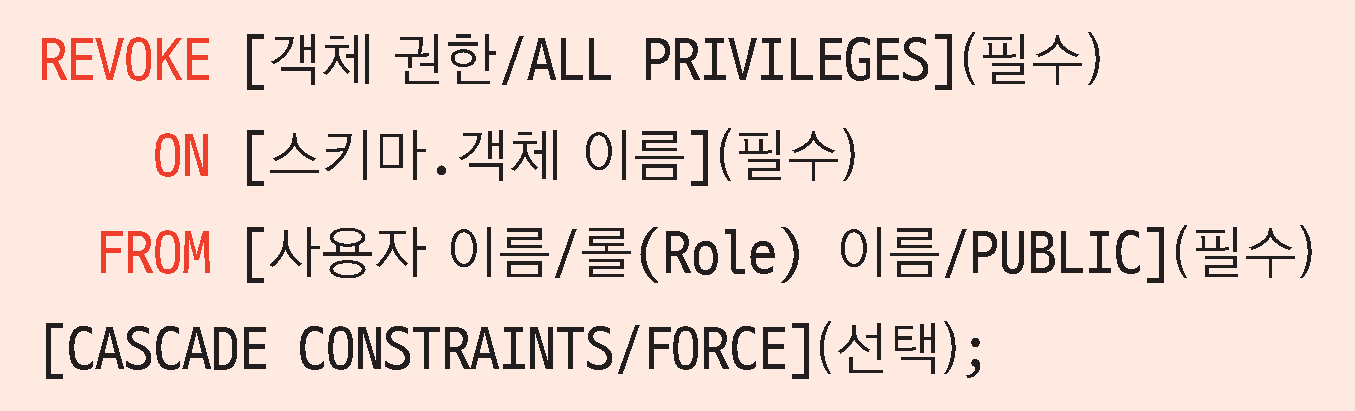 REVOKE [객체 권한/ALL PRIVILEGES](필수)
ON [스키마.객체 이름](필수)
FROM [사용자 이름/롤(Role) 이름/PUBLIC](필수)
[CASCADE CONSTRAINTS/FORCE](선택);